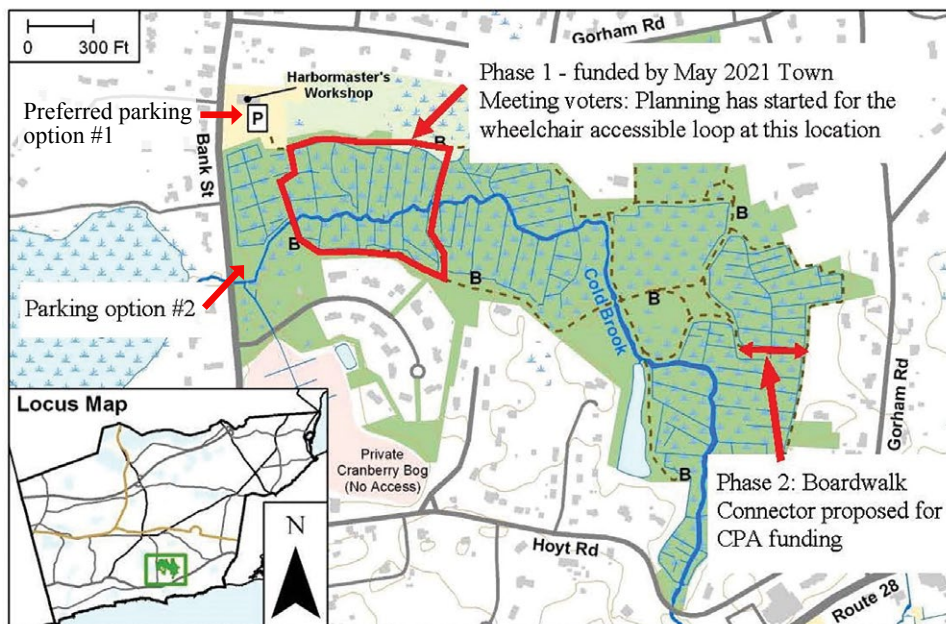 0 300 Ft
Gorham Rd
Harbormaster's
Workshop
Preferred parking
option #1
P
Phase 1 - funded by May 2021 Town
Meeting voters: Planning has started for the
wheelchair accessible loop at this location
Bank St
B
B
B
B
B
Parking option #2
Cold Brook
Gorham Rd
Locus Map
Private
Cranberry Bog
(No Access)
B
Phase 2: Boardwalk
Connector proposed for
CPA funding
N
Hoyt Rd
Route 28